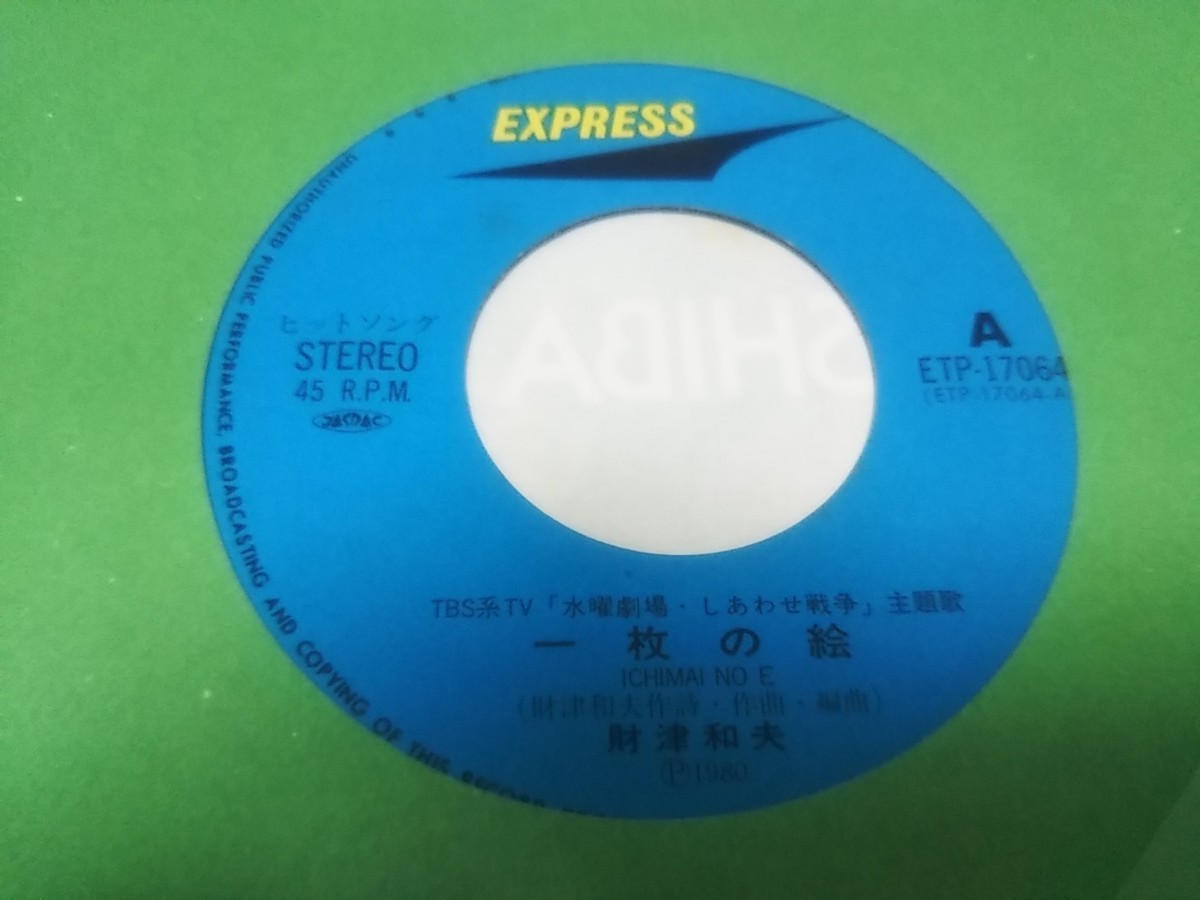 EXPRESS
ヒットソング
STEREO
45 R.P.M.
JASRAC
A
ETP-17064
(ETP-17064-A
SHIBA
TBS系TV「水曜劇場・しあわせ戦争」主題歌
一枚の絵
ICHIMAI NO E
(財津和夫作詩・作曲・編曲)
財津和夫
Ⓟ1980
UNAUTHORIZED PUBLIC PERFORMANCE, BROADCASTING AND COPYING OF THIS RECORD